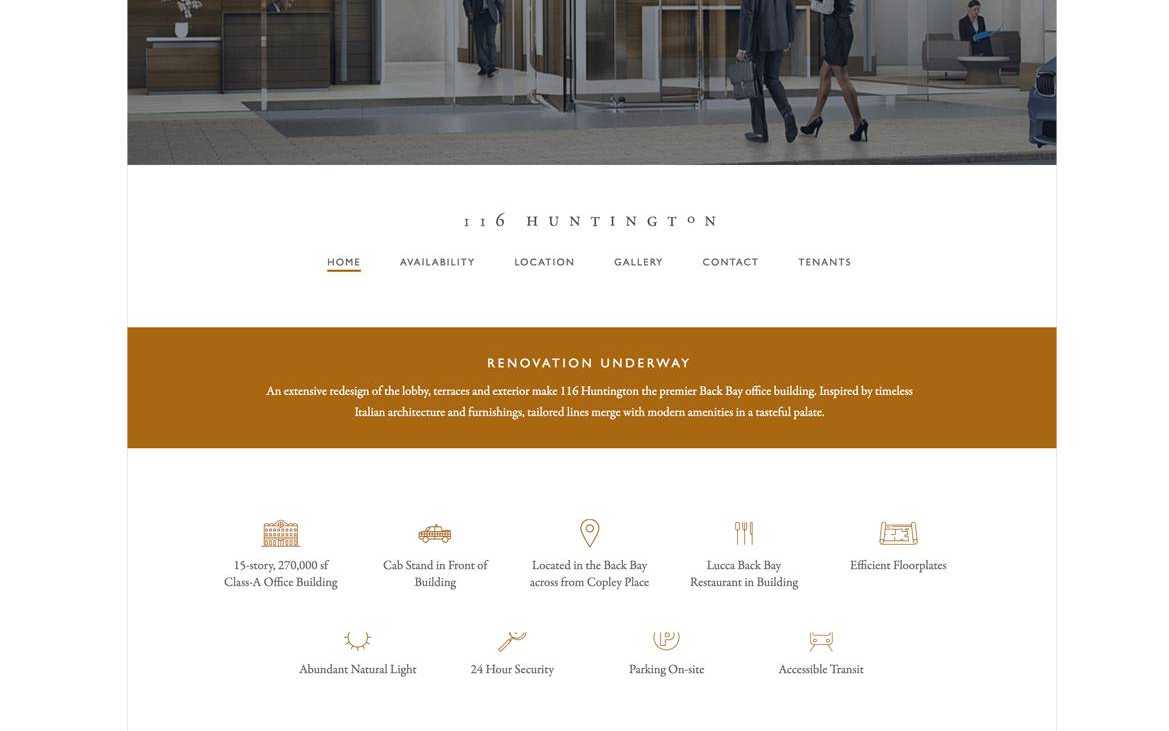 116 HUNTINGTON
HOME AVAILABILITY LOCATION GALLERY CONTACT TENANTS
RENOVATION UNDERWAY
An extensive redesign of the lobby, terraces and exterior make 116 Huntington the premier Back Bay office building. Inspired by timeless
Italian architecture and furnishings, tailored lines merge with modern amenities in a tasteful palate.
15-story, 270,000 sf
Class-A Office Building
Cab Stand in Front of
Building
Located in the Back Bay
across from Copley Place
Lucca Back Bay
Restaurant in Building
Efficient Floorplates
P
Abundant Natural Light
24 Hour Security
Parking On-site
Accessible Transit